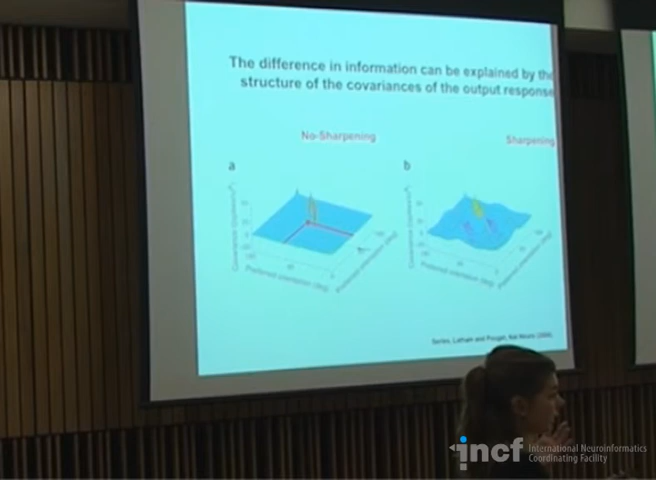 The difference in information can be explained by the
structure of the covariances of the output response
No-Sharpening
Sharpening
a
b
Preferred orientation (deg)
Preferred orientation (deg)
Series, Latham and Pouget, Nat Neuro (2004)
incf
International Neuroinformatics
Coordinating Facility